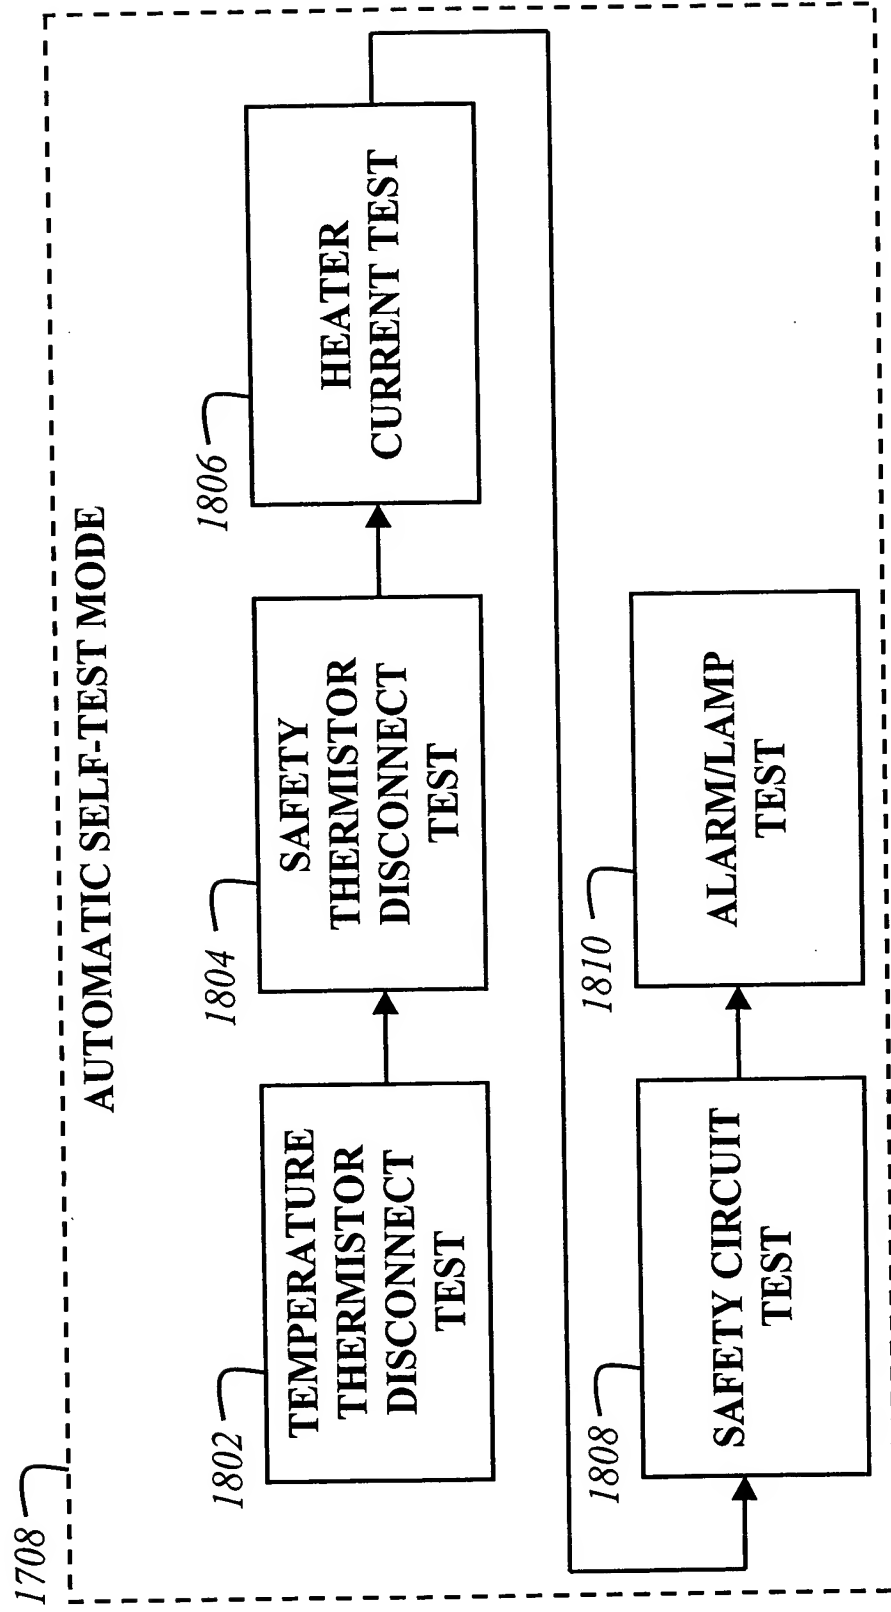 1708
AUTOMATIC SELF-TEST MODE
1802
TEMPERATURE
THERMISTOR
DISCONNECT
TEST
1804
SAFETY
THERMISTOR
DISCONNECT
TEST
1806
HEATER
CURRENT TEST
1808
SAFETY CIRCUIT
TEST
1810
ALARM/LAMP
TEST